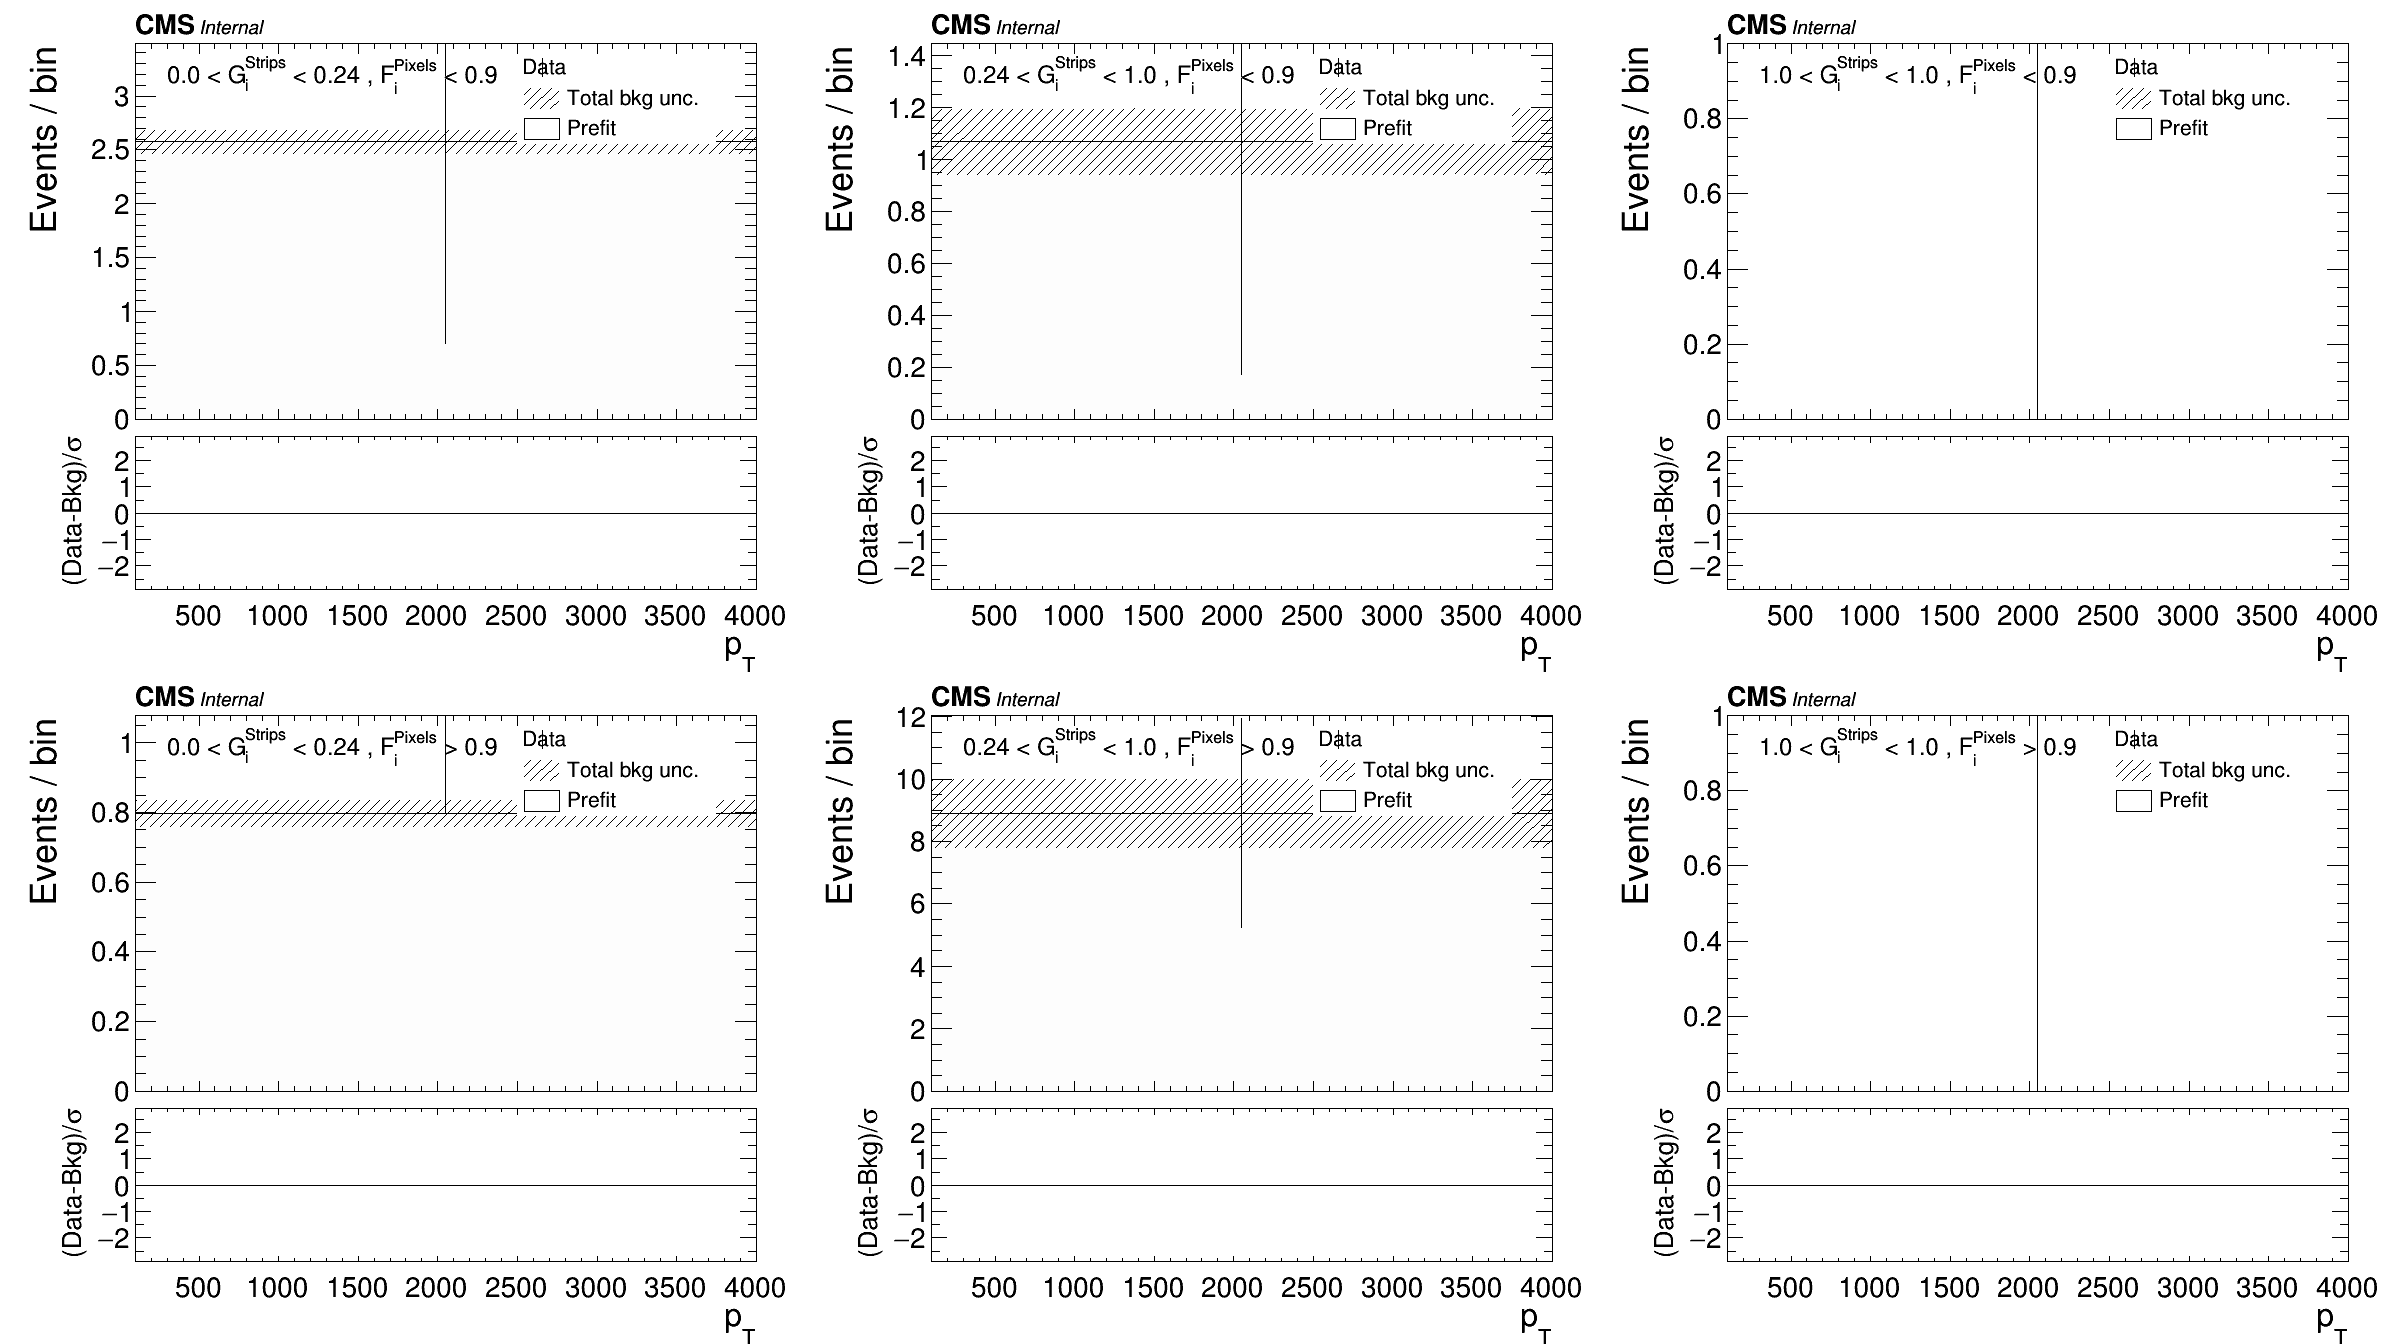 CMS Internal
0.0 < G_i^Strips < 0.24 , F_i^Pixels < 0.9
Data
Total bkg unc.
Prefit
Events / bin
3
2.5
2
1.5
1
0.5
0
(Data-Bkg)/σ
2
1
0
−1
−2
500 1000 1500 2000 2500 3000 3500 4000
p_T
CMS Internal
0.24 < G_i^Strips < 1.0 , F_i^Pixels < 0.9
Data
Total bkg unc.
Prefit
Events / bin
1.4
1.2
1
0.8
0.6
0.4
0.2
0
(Data-Bkg)/σ
2
1
0
−1
−2
500 1000 1500 2000 2500 3000 3500 4000
p_T
CMS Internal
1.0 < G_i^Strips < 1.0 , F_i^Pixels < 0.9
Data
Total bkg unc.
Prefit
Events / bin
1
0.8
0.6
0.4
0.2
0
(Data-Bkg)/σ
2
1
0
−1
−2
500 1000 1500 2000 2500 3000 3500 4000
p_T
CMS Internal
0.0 < G_i^Strips < 0.24 , F_i^Pixels > 0.9
Data
Total bkg unc.
Prefit
Events / bin
1
0.8
0.6
0.4
0.2
0
(Data-Bkg)/σ
2
1
0
−1
−2
500 1000 1500 2000 2500 3000 3500 4000
p_T
CMS Internal
0.24 < G_i^Strips < 1.0 , F_i^Pixels > 0.9
Data
Total bkg unc.
Prefit
Events / bin
12
10
8
6
4
2
0
(Data-Bkg)/σ
2
1
0
−1
−2
500 1000 1500 2000 2500 3000 3500 4000
p_T
CMS Internal
1.0 < G_i^Strips < 1.0 , F_i^Pixels > 0.9
Data
Total bkg unc.
Prefit
Events / bin
1
0.8
0.6
0.4
0.2
0
(Data-Bkg)/σ
2
1
0
−1
−2
500 1000 1500 2000 2500 3000 3500 4000
p_T